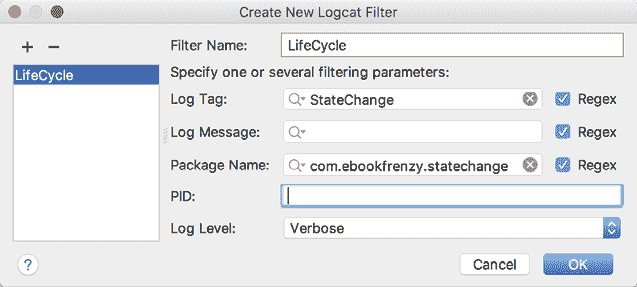 Create New Logcat Filter
+ −
Filter Name: LifeCycle
LifeCycle
Specify one or several filtering parameters:
Log Tag: StateChange Regex
Log Message: Regex
Package Name: com.ebookfrenzy.statechange Regex
PID:
Log Level: Verbose
? Cancel OK